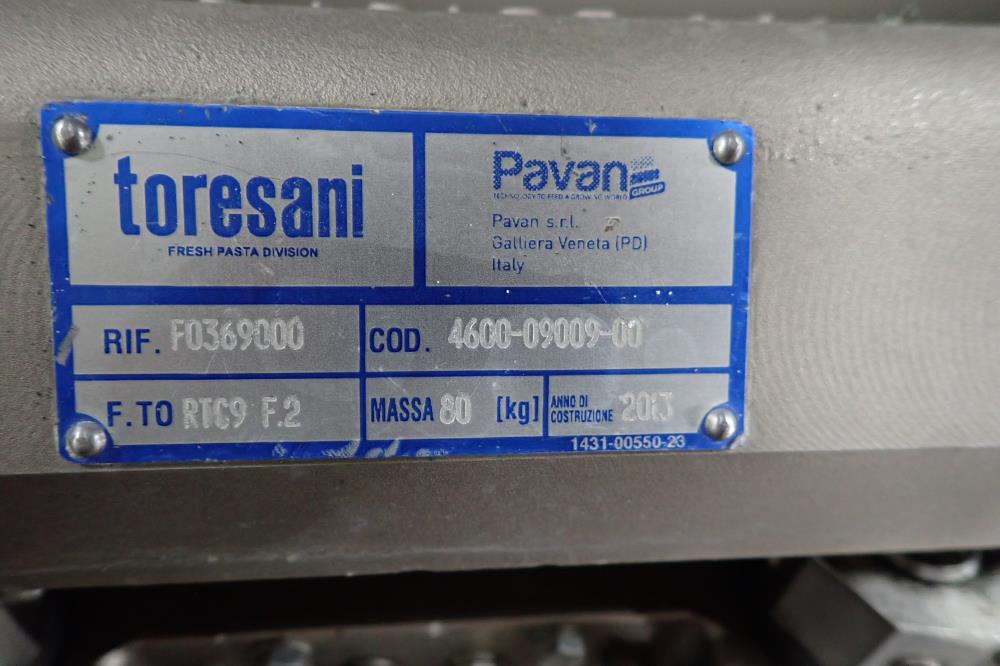 toresani
FRESH PASTA DIVISION
Pavan
GROUP
TECHNOLOGY TO FEED A GROWING WORLD
Pavan s.r.l.
Galliera Veneta (PD)
Italy
RIF. F0369000
COD. 4600-09009-00
F.TO RTC9 F.2
MASSA 80 [kg]
ANNO DI
COSTRUZIONE 2013
1431-00550-23